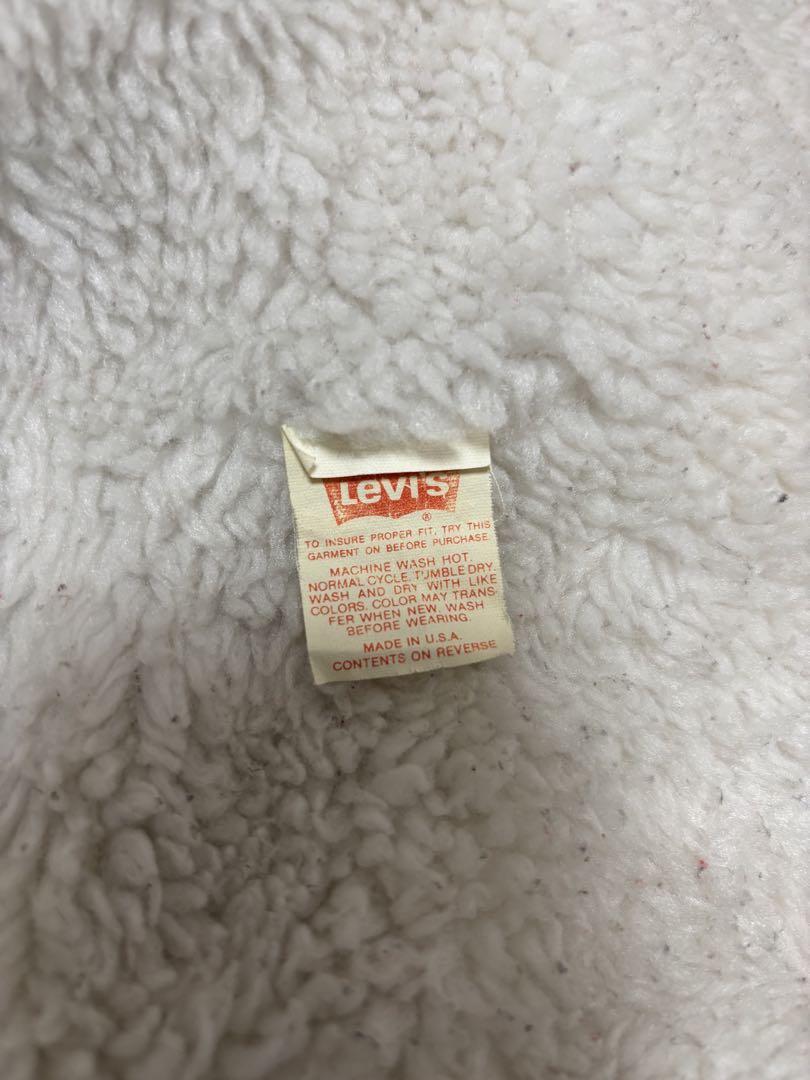 Levi's
®
TO INSURE PROPER FIT, TRY THIS
GARMENT ON BEFORE PURCHASE.
MACHINE WASH HOT.
NORMAL CYCLE. TUMBLE DRY.
WASH AND DRY WITH LIKE
COLORS. COLOR MAY TRANS-
FER WHEN NEW. WASH
BEFORE WEARING.
MADE IN U.S.A.
CONTENTS ON REVERSE